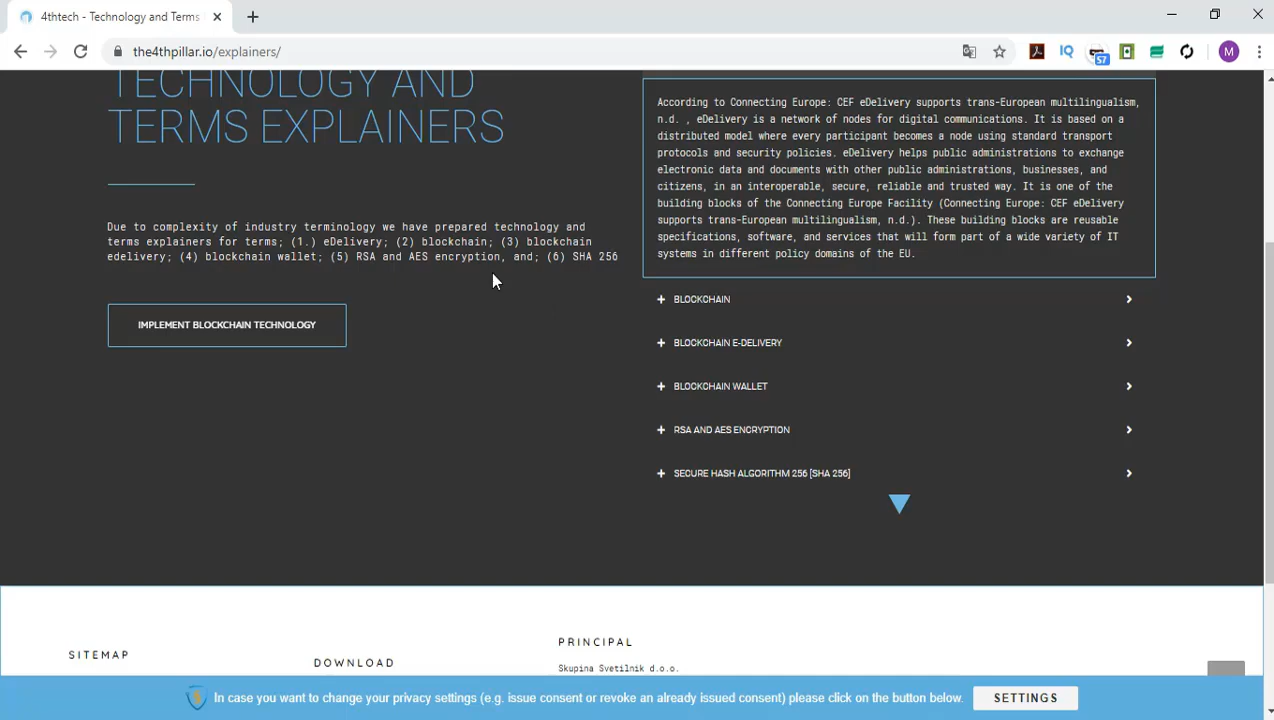 4thtech - Technology and Terms
the4thpillar.io/explainers/
57
M
TECHNOLOGY AND
TERMS EXPLAINERS
Due to complexity of industry terminology we have prepared technology and
terms explainers for terms; (1.) eDelivery; (2) blockchain; (3) blockchain
edelivery; (4) blockchain wallet; (5) RSA and AES encryption, and; (6) SHA 256
IMPLEMENT BLOCKCHAIN TECHNOLOGY
According to Connecting Europe: CEF eDelivery supports trans-European multilingualism,
n.d. , eDelivery is a network of nodes for digital communications. It is based on a
distributed model where every participant becomes a node using standard transport
protocols and security policies. eDelivery helps public administrations to exchange
electronic data and documents with other public administrations, businesses, and
citizens, in an interoperable, secure, reliable and trusted way. It is one of the
building blocks of the Connecting Europe Facility (Connecting Europe: CEF eDelivery
supports trans-European multilingualism, n.d.). These building blocks are reusable
specifications, software, and services that will form part of a wide variety of IT
systems in different policy domains of the EU.
BLOCKCHAIN
BLOCKCHAIN E-DELIVERY
BLOCKCHAIN WALLET
RSA AND AES ENCRYPTION
SECURE HASH ALGORITHM 256 [SHA 256]
SITEMAP
DOWNLOAD
PRINCIPAL
Skupina Svetilnik d.o.o.
In case you want to change your privacy settings (e.g. issue consent or revoke an already issued consent) please click on the button below.
SETTINGS